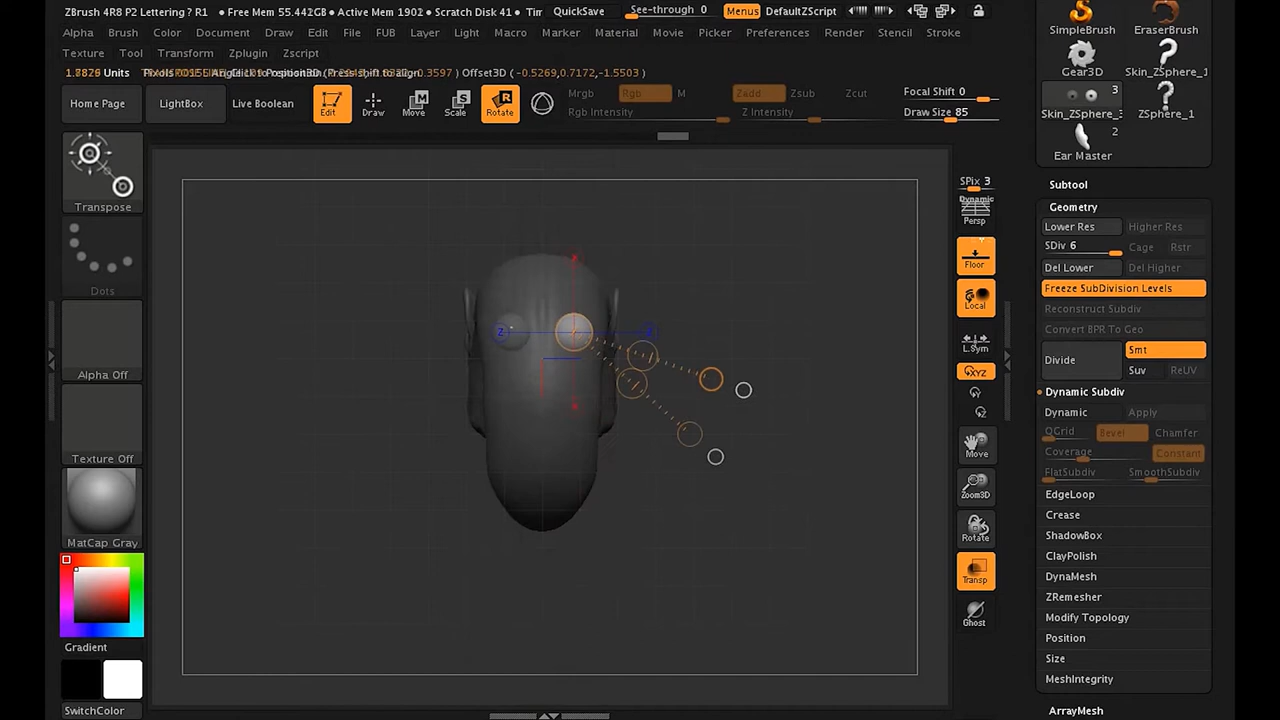 ZBrush 4R8 P2 Lettering ? R1 • Free Mem 55.442GB • Active Mem 1902 • Scratch Disk 41 • Tir QuickSave See-through 0 Menus DefaultZScript
Alpha Brush Color Document Draw Edit File FUB Layer Light Macro Marker Material Movie Picker Preferences Render Stencil Stroke
Texture Tool Transform Zplugin Zscript
Units
Offset3D (-0.5269,0.7172,-1.5503)
Home Page LightBox Live Boolean Edit Draw Move Scale Rotate
Mrgb Rgb M Zadd Zsub Zcut Focal Shift 0
Rgb Intensity Z Intensity Draw Size 85
Transpose
Dots
Alpha Off
Texture Off
MatCap Gray
Gradient
SwitchColor
Z Z
SPix 3
Dynamic
Persp
Floor
Local
L.Sym
XYZ
Move
Zoom3D
Rotate
Transp
Ghost
SimpleBrush EraserBrush
Gear3D Skin_ZSphere_1
3
Skin_ZSphere_1 ZSphere_1
2
Ear Master
Subtool
Geometry
Lower Res Higher Res
SDiv 6 Cage Rstr
Del Lower Del Higher
Freeze SubDivision Levels
Reconstruct Subdiv
Convert BPR To Geo
Divide Smt
Suv ReUV
Dynamic Subdiv
Dynamic Apply
QGrid Bevel Chamfer
Coverage Constant
FlatSubdiv SmoothSubdiv
EdgeLoop
Crease
ShadowBox
ClayPolish
DynaMesh
ZRemesher
Modify Topology
Position
Size
MeshIntegrity
ArrayMesh